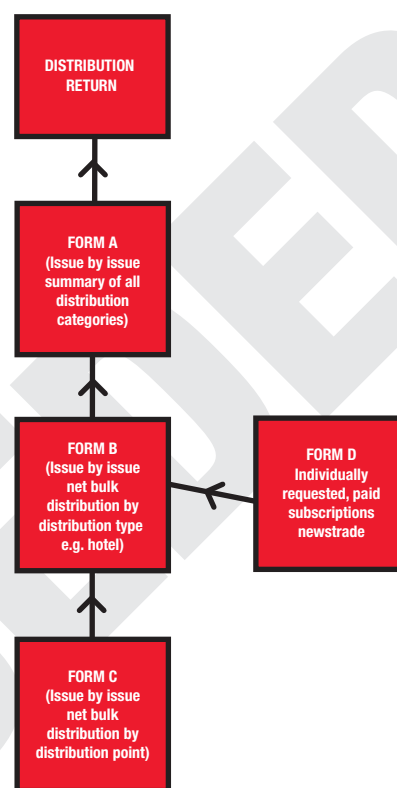 DISTRIBUTION
RETURN
FORM A
(Issue by issue
summary of all
distribution
categories)
FORM B
(Issue by issue
net bulk
distribution by
distribution type
e.g. hotel)
FORM D
Individually
requested, paid
subscriptions
newstrade
FORM C
(Issue by issue
net bulk
distribution by
distribution point)